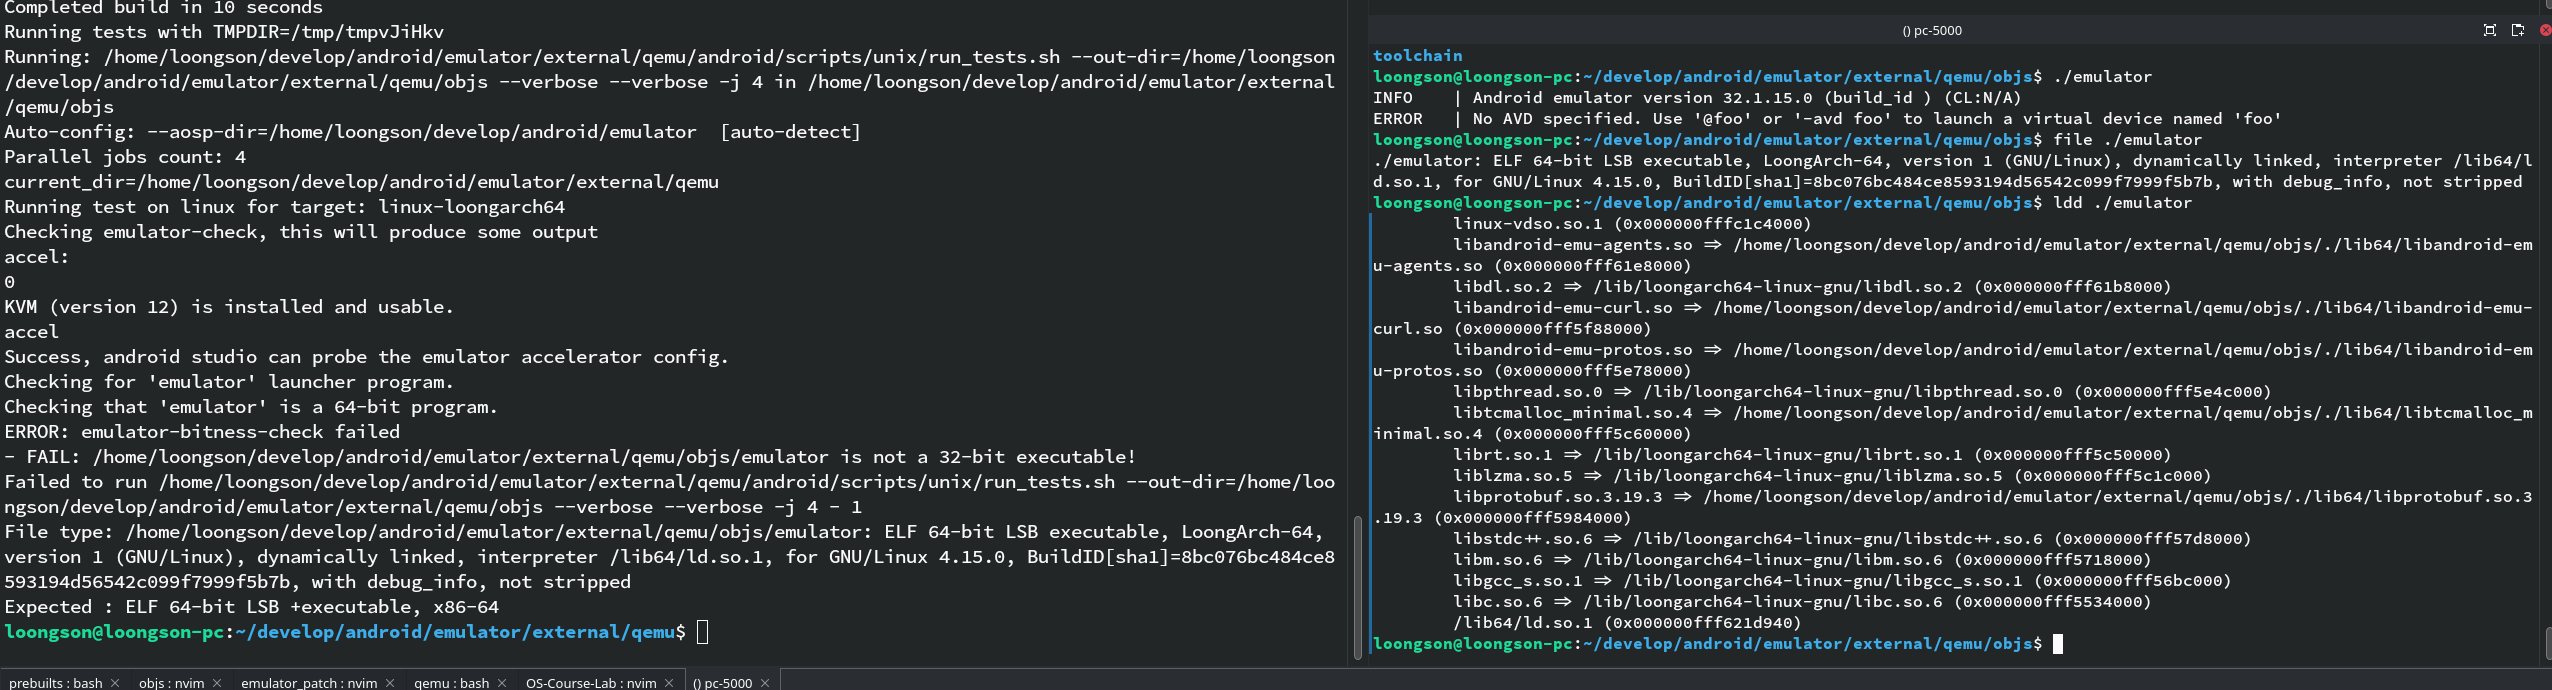 Completed build in 10 seconds
Running tests with TMPDIR=/tmp/tmpvJiHkv
Running: /home/loongson/develop/android/emulator/external/qemu/android/scripts/unix/run_tests.sh --out-dir=/home/loongson
/develop/android/emulator/external/qemu/objs --verbose --verbose -j 4 in /home/loongson/develop/android/emulator/external
/qemu/objs
Auto-config: --aosp-dir=/home/loongson/develop/android/emulator  [auto-detect]
Parallel jobs count: 4
current_dir=/home/loongson/develop/android/emulator/external/qemu
Running test on linux for target: linux-loongarch64
Checking emulator-check, this will produce some output
accel:
0
KVM (version 12) is installed and usable.
accel
Success, android studio can probe the emulator accelerator config.
Checking for 'emulator' launcher program.
Checking that 'emulator' is a 64-bit program.
ERROR: emulator-bitness-check failed
- FAIL: /home/loongson/develop/android/emulator/external/qemu/objs/emulator is not a 32-bit executable!
Failed to run /home/loongson/develop/android/emulator/external/qemu/android/scripts/unix/run_tests.sh --out-dir=/home/loo
ngson/develop/android/emulator/external/qemu/objs --verbose --verbose -j 4 - 1
File type: /home/loongson/develop/android/emulator/external/qemu/objs/emulator: ELF 64-bit LSB executable, LoongArch-64,
version 1 (GNU/Linux), dynamically linked, interpreter /lib64/ld.so.1, for GNU/Linux 4.15.0, BuildID[sha1]=8bc076bc484ce8
593194d56542c099f7999f5b7b, with debug_info, not stripped
Expected : ELF 64-bit LSB +executable, x86-64
loongson@loongson-pc:~/develop/android/emulator/external/qemu$
() pc-5000
toolchain
loongson@loongson-pc:~/develop/android/emulator/external/qemu/objs$ ./emulator
INFO    | Android emulator version 32.1.15.0 (build_id ) (CL:N/A)
ERROR   | No AVD specified. Use '@foo' or '-avd foo' to launch a virtual device named 'foo'
loongson@loongson-pc:~/develop/android/emulator/external/qemu/objs$ file ./emulator
./emulator: ELF 64-bit LSB executable, LoongArch-64, version 1 (GNU/Linux), dynamically linked, interpreter /lib64/l
d.so.1, for GNU/Linux 4.15.0, BuildID[sha1]=8bc076bc484ce8593194d56542c099f7999f5b7b, with debug_info, not stripped
loongson@loongson-pc:~/develop/android/emulator/external/qemu/objs$ ldd ./emulator
linux-vdso.so.1 (0x000000fffc1c4000)
libandroid-emu-agents.so => /home/loongson/develop/android/emulator/external/qemu/objs/./lib64/libandroid-em
u-agents.so (0x000000fff61e8000)
libdl.so.2 => /lib/loongarch64-linux-gnu/libdl.so.2 (0x000000fff61b8000)
libandroid-emu-curl.so => /home/loongson/develop/android/emulator/external/qemu/objs/./lib64/libandroid-emu-
curl.so (0x000000fff5f88000)
libandroid-emu-protos.so => /home/loongson/develop/android/emulator/external/qemu/objs/./lib64/libandroid-em
u-protos.so (0x000000fff5e78000)
libpthread.so.0 => /lib/loongarch64-linux-gnu/libpthread.so.0 (0x000000fff5e4c000)
libtcmalloc_minimal.so.4 => /home/loongson/develop/android/emulator/external/qemu/objs/./lib64/libtcmalloc_m
inimal.so.4 (0x000000fff5c60000)
librt.so.1 => /lib/loongarch64-linux-gnu/librt.so.1 (0x000000fff5c50000)
liblzma.so.5 => /lib/loongarch64-linux-gnu/liblzma.so.5 (0x000000fff5c1c000)
libprotobuf.so.3.19.3 => /home/loongson/develop/android/emulator/external/qemu/objs/./lib64/libprotobuf.so.3
.19.3 (0x000000fff5984000)
libstdc++.so.6 => /lib/loongarch64-linux-gnu/libstdc++.so.6 (0x000000fff57d8000)
libm.so.6 => /lib/loongarch64-linux-gnu/libm.so.6 (0x000000fff5718000)
libgcc_s.so.1 => /lib/loongarch64-linux-gnu/libgcc_s.so.1 (0x000000fff56bc000)
libc.so.6 => /lib/loongarch64-linux-gnu/libc.so.6 (0x000000fff5534000)
/lib64/ld.so.1 (0x000000fff621d940)
loongson@loongson-pc:~/develop/android/emulator/external/qemu/objs$
prebuilts : bash
objs : nvim
emulator_patch : nvim
qemu : bash
OS-Course-Lab : nvim
() pc-5000